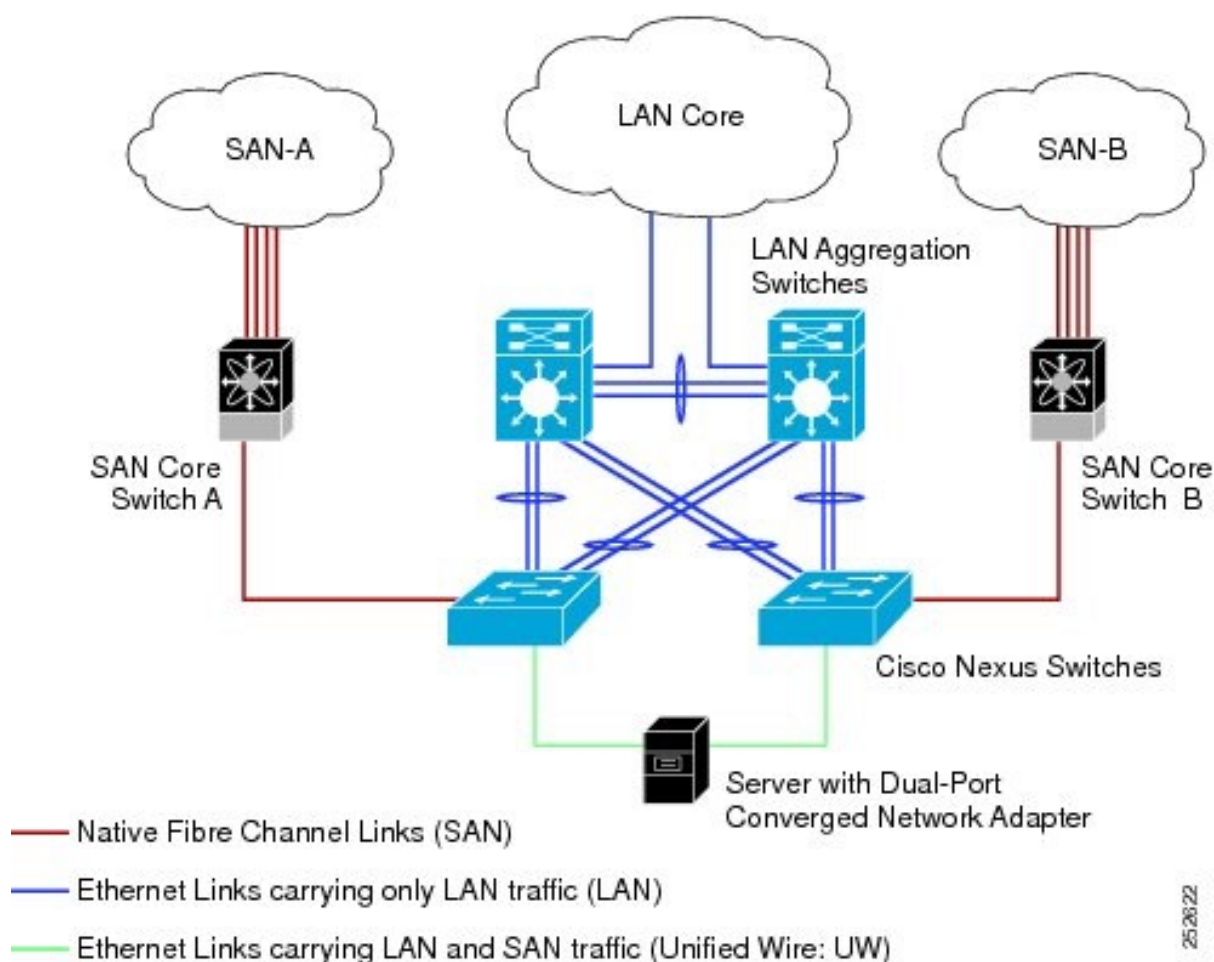 SAN-A
LAN Core
SAN-B
LAN Aggregation
Switches
SAN Core
Switch A
SAN Core
Switch B
Cisco Nexus Switches
Server with Dual-Port
Converged Network Adapter
Native Fibre Channel Links (SAN)
Ethernet Links carrying only LAN traffic (LAN)
Ethernet Links carrying LAN and SAN traffic (Unified Wire: UW)
252622